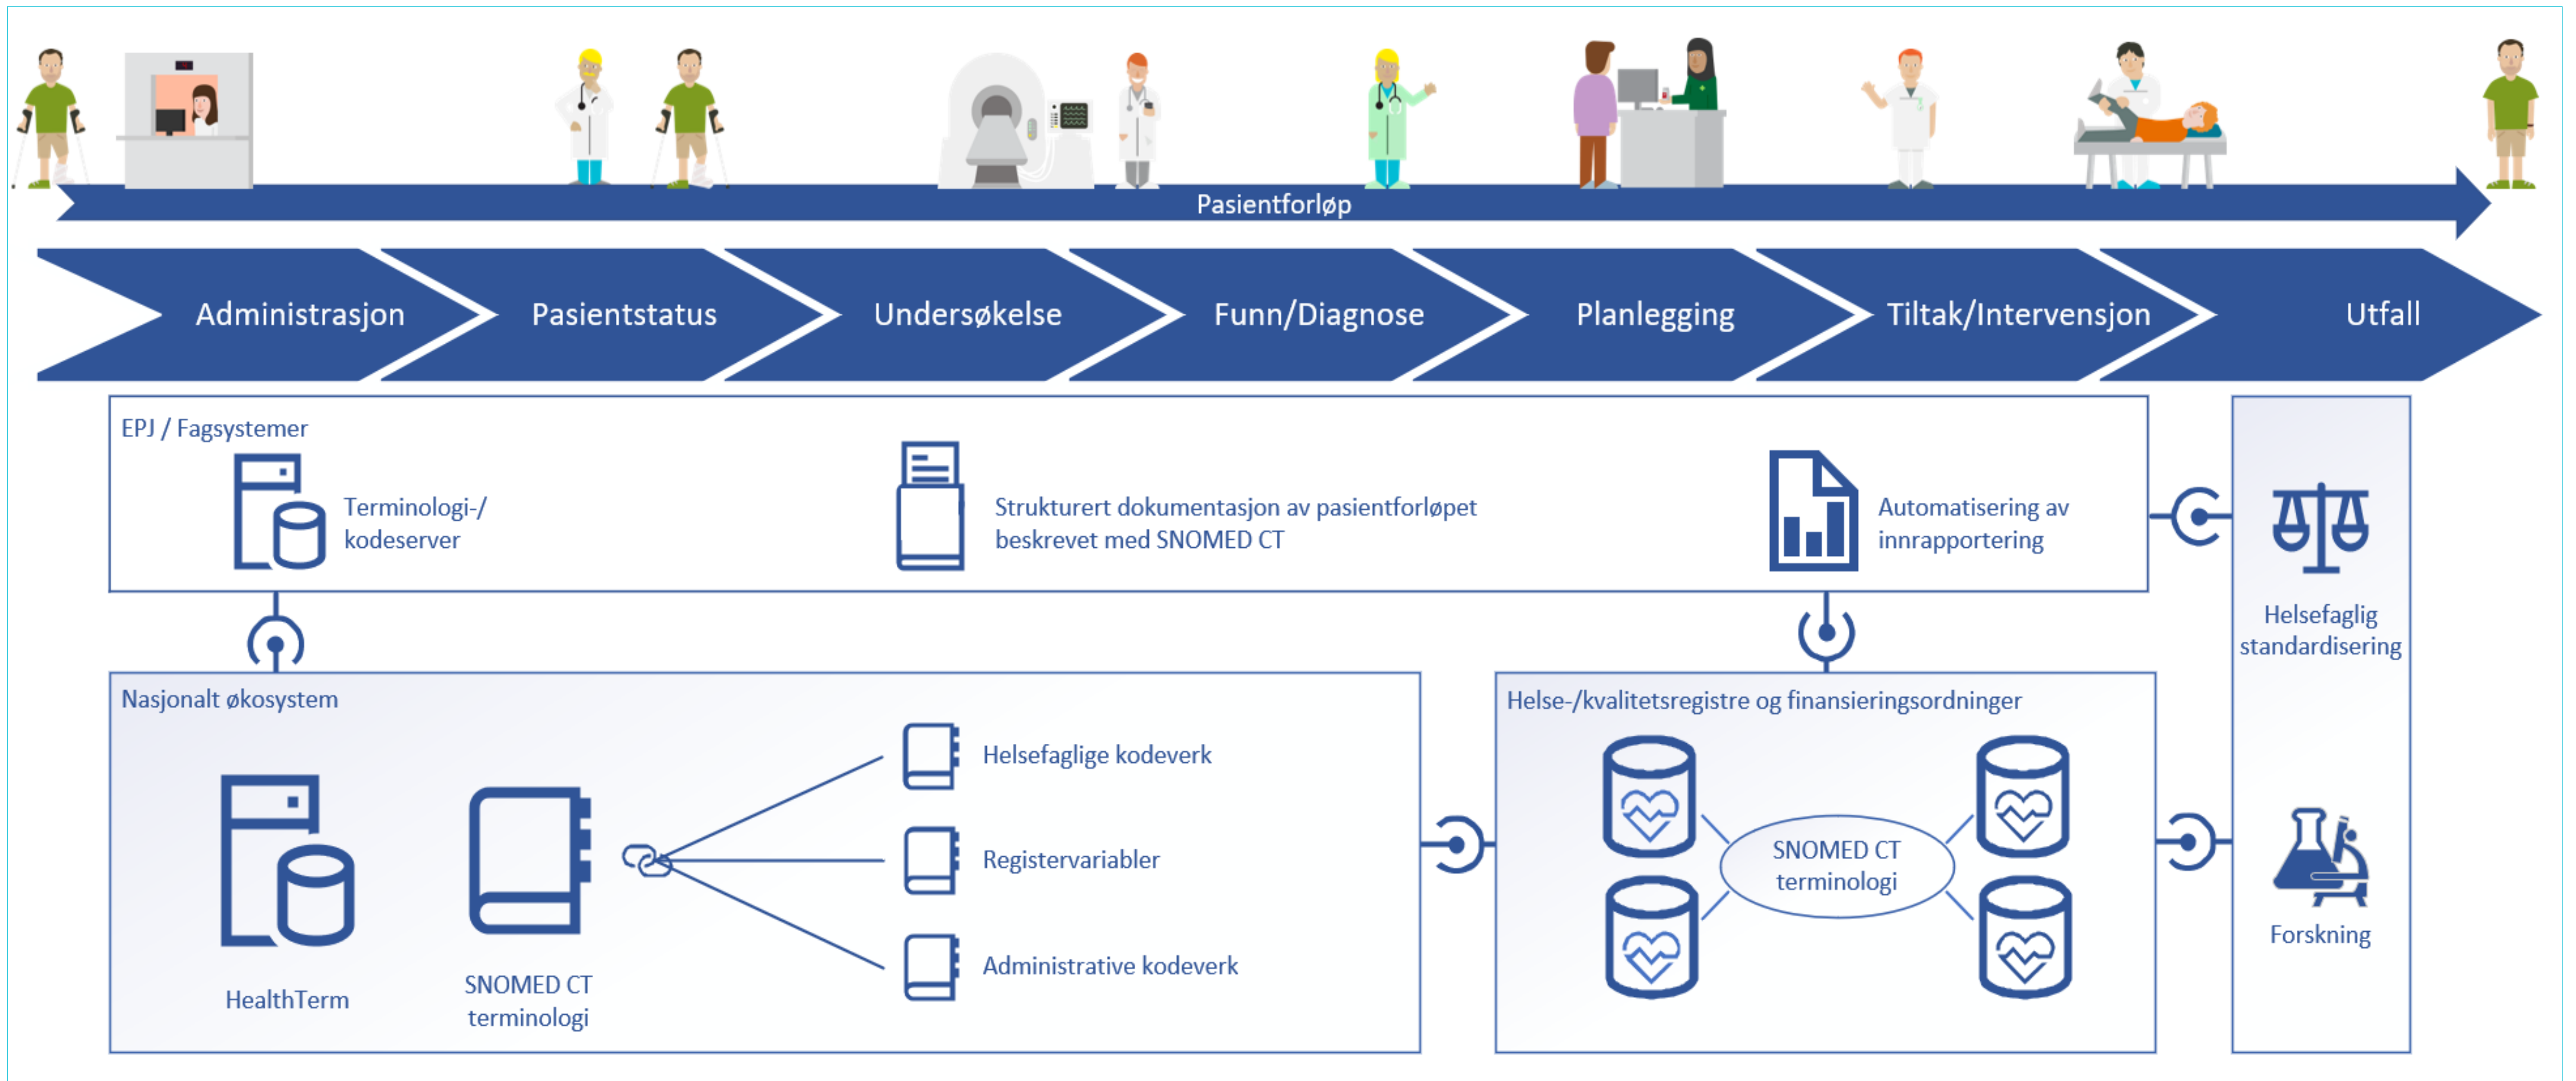 Pasientforløp
Administrasjon
Pasientstatus
Undersøkelse
Funn/Diagnose
Planlegging
Tiltak/Intervensjon
Utfall
EPJ / Fagsystemer
Terminologi-/
kodeserver
Strukturert dokumentasjon av pasientforløpet
beskrevet med SNOMED CT
Automatisering av
innrapportering
Helsefaglig
standardisering
Nasjonalt økosystem
HealthTerm
SNOMED CT
terminologi
Helsefaglige kodeverk
Registervariabler
Administrative kodeverk
Helse-/kvalitetsregistre og finansieringsordninger
SNOMED CT
terminologi
Forskning